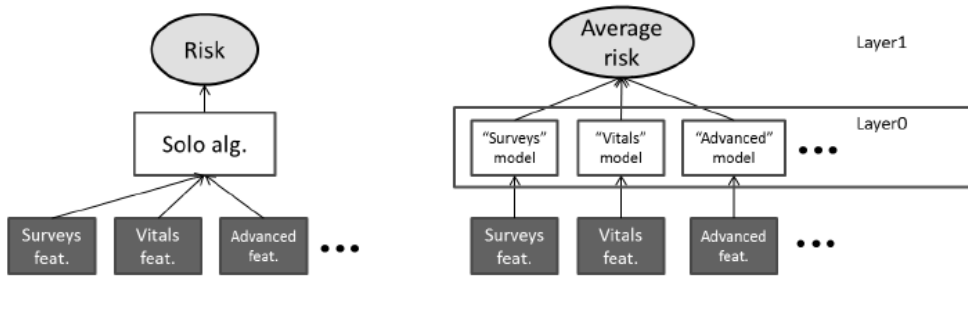 Risk
Solo alg.
Surveys
feat.
Vitals
feat.
Advanced
feat.
•••
Average
risk
Layer1
Layer0
"Surveys"
model
"Vitals"
model
"Advanced"
model
•••
Surveys
feat.
Vitals
feat.
Advanced
feat.
•••